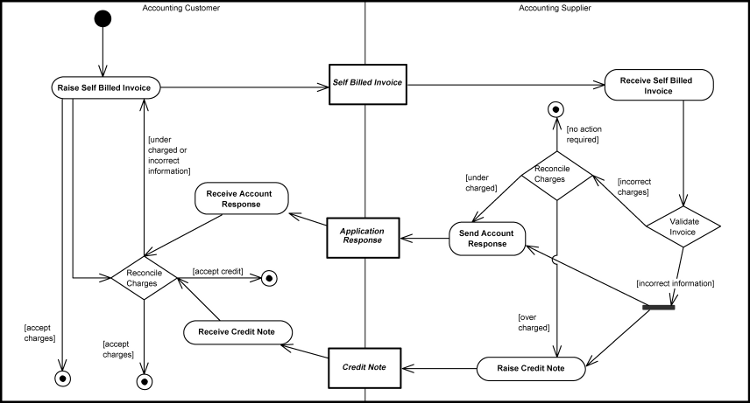 Accounting Customer
Accounting Supplier
Raise Self Billed Invoice
Self Billed Invoice
Receive Self Billed
Invoice
[under
charged or
incorrect
information]
[no action
required]
Reconcile
Charges
[under
charged]
[incorrect
charges]
Receive Account
Response
Application
Response
Send Account
Response
Validate
Invoice
Reconcile
Charges
[accept credit]
[incorrect information]
[accept
charges]
[accept
charges]
Receive Credit Note
[over
charged]
Credit Note
Raise Credit Note